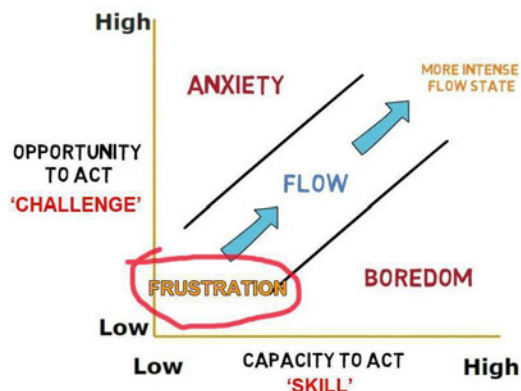 High
ANXIETY
MORE INTENSE
FLOW STATE
OPPORTUNITY
TO ACT
'CHALLENGE'
FLOW
FRUSTRATION
BOREDOM
Low
Low
CAPACITY TO ACT
'SKILL'
High